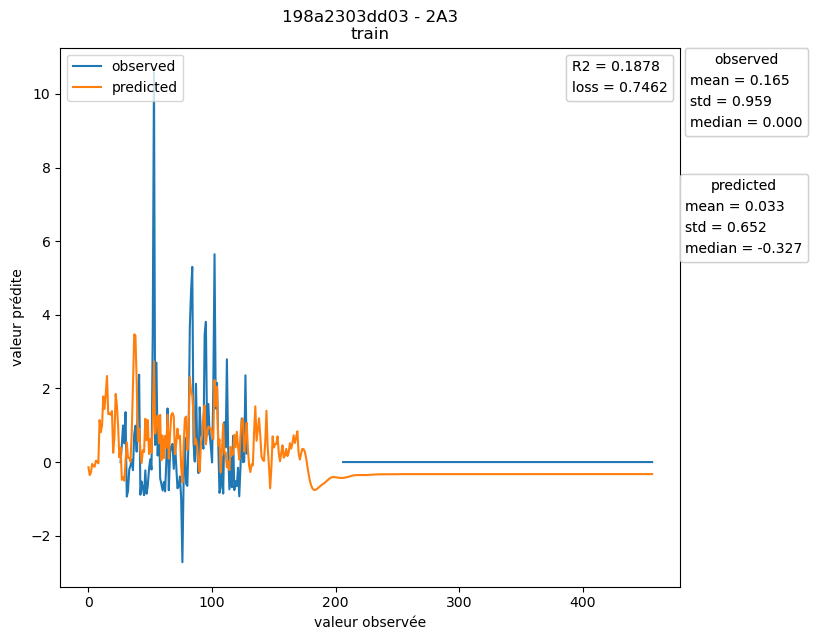 198a2303dd03 - 2A3
train
observed
predicted
R2 = 0.1878
loss = 0.7462
observed
mean = 0.165
std = 0.959
median = 0.000
predicted
mean = 0.033
std = 0.652
median = -0.327
10
8
6
4
2
0
−2
valeur prédite
0
100
200
300
400
valeur observée